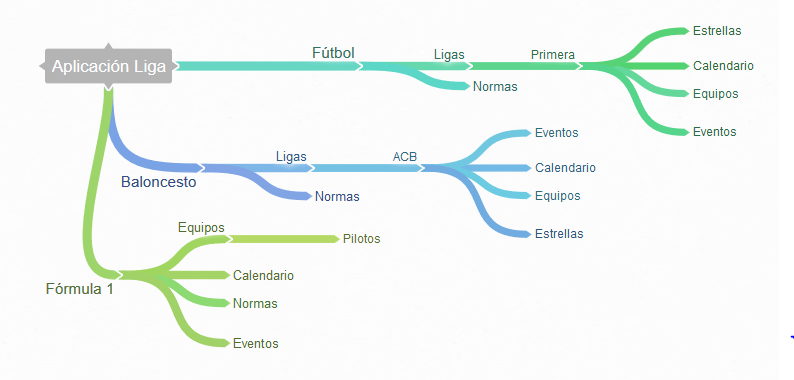 Aplicación Liga
Fútbol
Ligas
Primera
Estrellas
Calendario
Equipos
Eventos
Normas
Baloncesto
Ligas
ACB
Eventos
Calendario
Equipos
Estrellas
Normas
Fórmula 1
Equipos
Pilotos
Calendario
Normas
Eventos